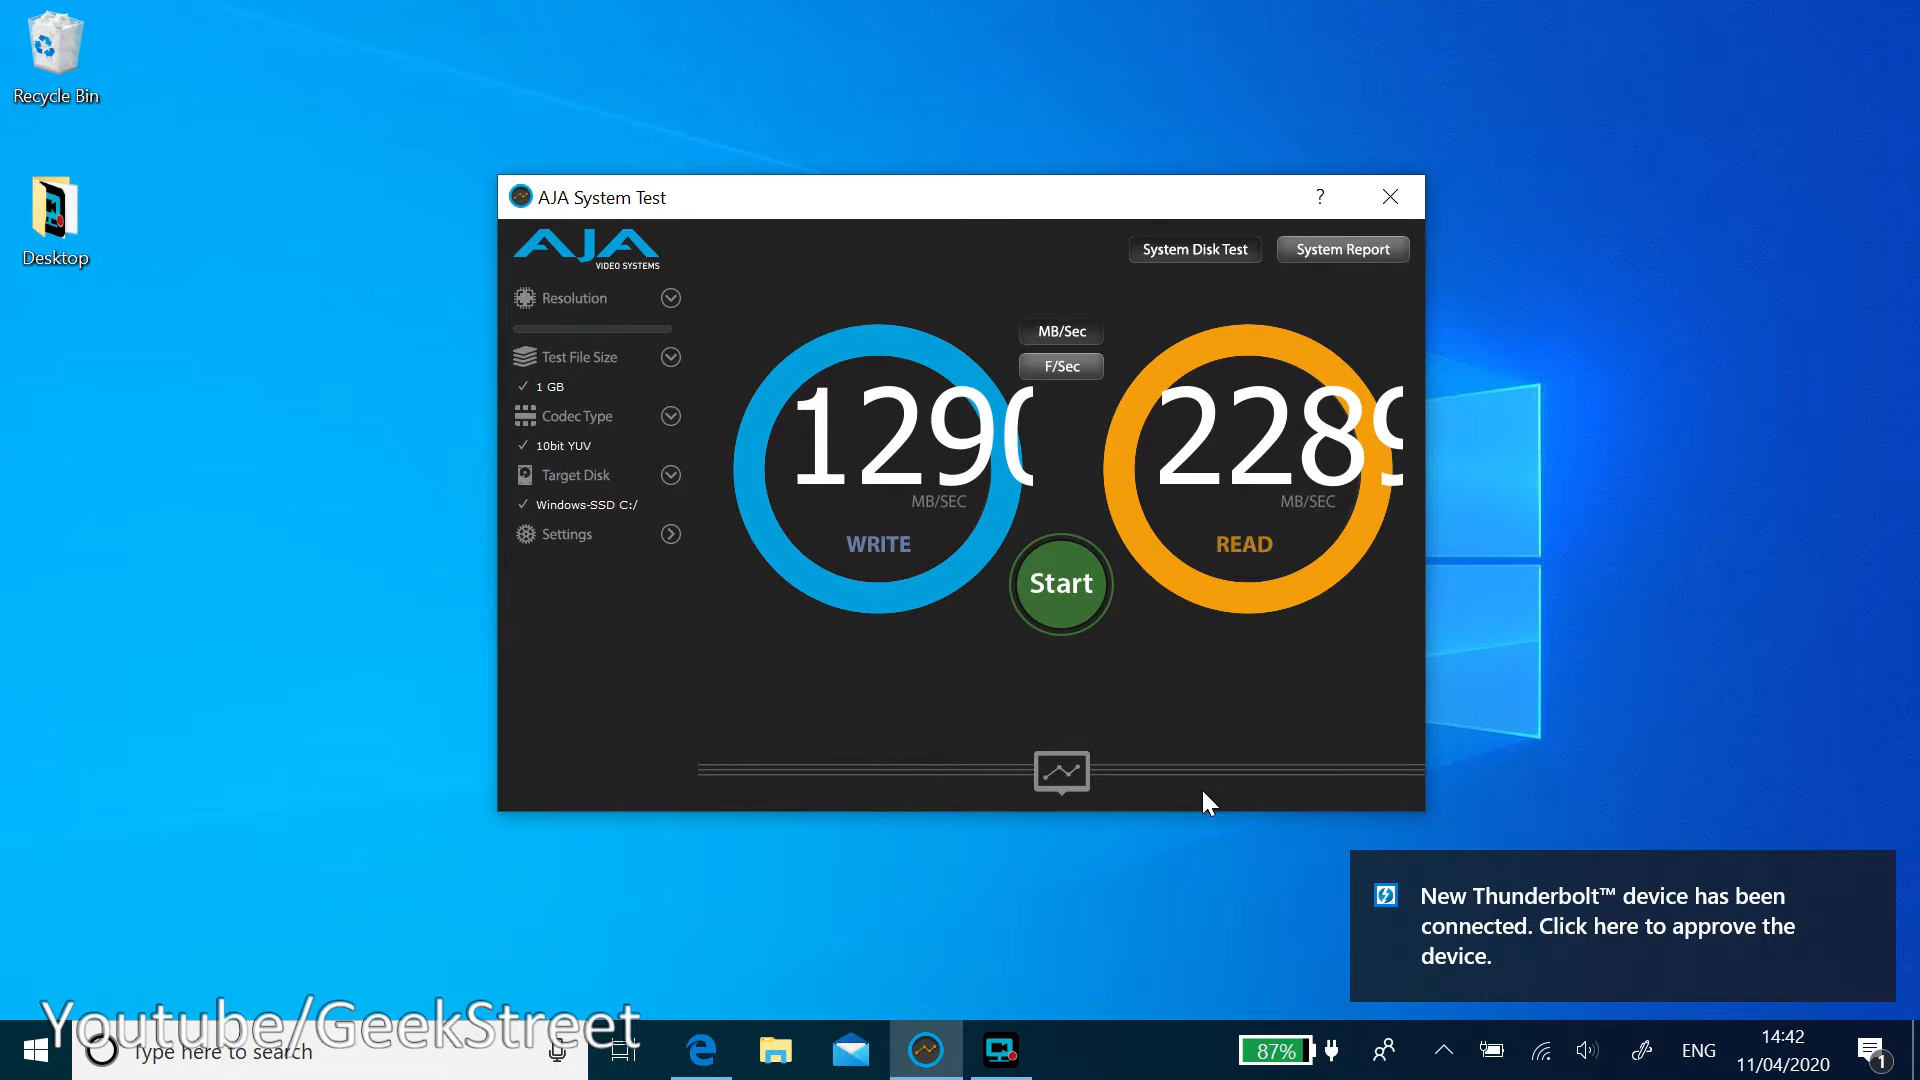 Recycle Bin
Desktop
AJA System Test
?
AJA
VIDEO SYSTEMS
System Disk Test
System Report
Resolution
Test File Size
✓ 1 GB
Codec Type
✓ 10bit YUV
Target Disk
✓ Windows-SSD C:/
Settings
MB/Sec
F/Sec
1290
MB/SEC
WRITE
2289
MB/SEC
READ
Start
New Thunderbolt™ device has been
connected. Click here to approve the
device.
Youtube/GeekStreet
Type here to search
87%
ENG
14:42
11/04/2020
1